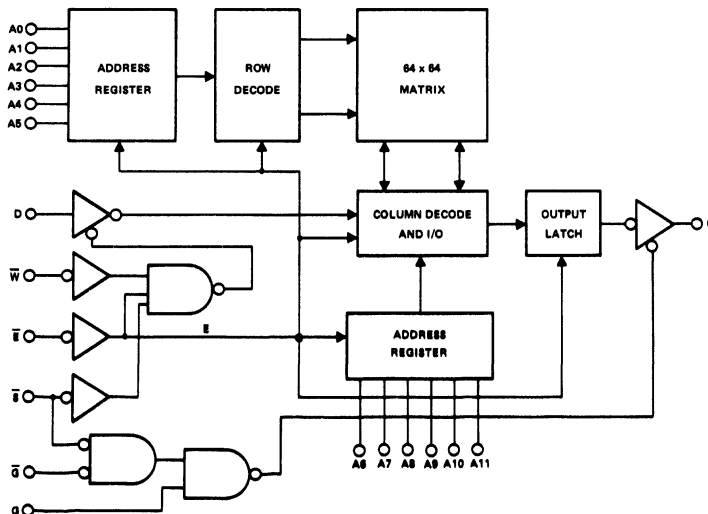 A0
A1
A2
A3
A4
A5
ADDRESS
REGISTER
ROW
DECODE
64 x 64
MATRIX
D
COLUMN DECODE
AND I/O
OUTPUT
LATCH
W̅
E̅
E
ADDRESS
REGISTER
S̅
G̅
G
A6 A7 A8 A9 A10 A11